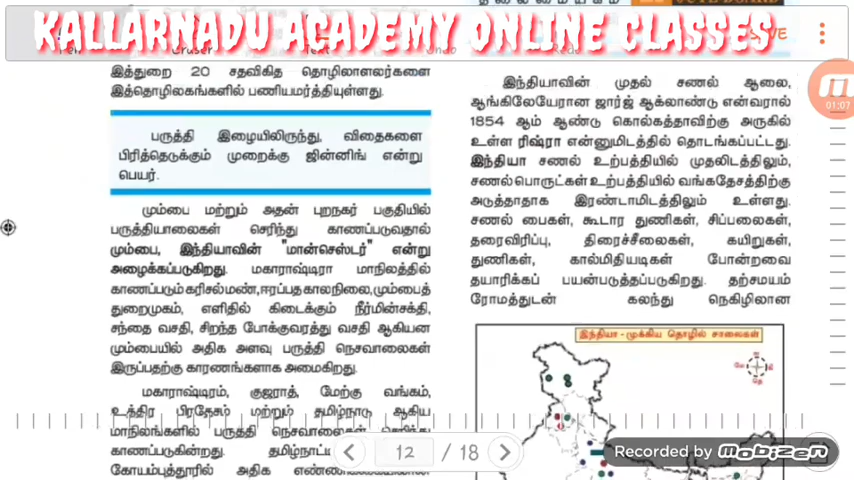 KALLARNADU ACADEMY ONLINE CLASSES
இத்துறை 20 சதவிகித தொழிலாளலர்களை
இத்தொழிலகங்களில் பணியமர்த்தியுள்ளது.
பருத்தி இழையிலிருந்து, விதைகளை
பிரித்தெடுக்கும் முறைக்கு ஜின்னிங் என்று
பெயர்.
மும்பை மற்றும் அதன் புறநகர் பகுதியில்
பருத்தியாலைகள் செரிந்து காணப்படுவதால்
மும்பை, இந்தியாவின் "மான்செஸ்டர்" என்று
அழைக்கப்படுகிறது. மகாராஷ்டிரா மாநிலத்தில்
காணப்படும் கரிசல் மண், ஈரப்பத காலநிலை, மும்பைத்
துறைமுகம், எளிதில் கிடைக்கும் நீர்மின்சக்தி,
சந்தை வசதி, சிறந்த போக்குவரத்து வசதி ஆகியன
மும்பையில் அதிக அளவு பருத்தி நெசவாலைகள்
இருப்பதற்கு காரணங்களாக அமைகிறது.
மகாராஷ்டிரம், குஜராத், மேற்கு வங்கம்,
உத்திர பிரதேசம் மற்றும் தமிழ்நாடு ஆகிய
மாநிலங்களில் பருத்தி நெசவாலைகள் செரிந்து
காணப்படுகின்றது.
கோயம்புத்தூரில் அதிக
இந்தியாவின் முதல் சணல் ஆலை,
ஆங்கிலேயேரான ஜார்ஜ் ஆக்லாண்டு என்வரால்
1854 ஆம் ஆண்டு கொல்கத்தாவிற்கு அருகில்
உள்ள ரிஷ்ரா என்னுமிடத்தில் தொடங்கப்பட்டது.
இந்தியா சணல் உற்பத்தியில் முதலிடத்திலும்,
சணல் பொருட்கள் உற்பத்தியில் வங்கதேசத்திற்கு
அடுத்தாதாக இரண்டாமிடத்திலும் உள்ளது.
சணல் பைகள், கூடார துணிகள், சிப்பலைகள்,
தரைவிரிப்பு, திரைச்சீலைகள், கயிறுகள்,
துணிகள், கால்மிதியடிகள் போன்றவை
தயாரிக்கப் பயன்படுத்தப்படுகிறது. தற்சமயம்
ரோமத்துடன் கலந்து நெகிழிலான
இந்தியா - முக்கிய தொழில் சாலைகள்
01:07
12 / 18
Recorded by MOBIZEN